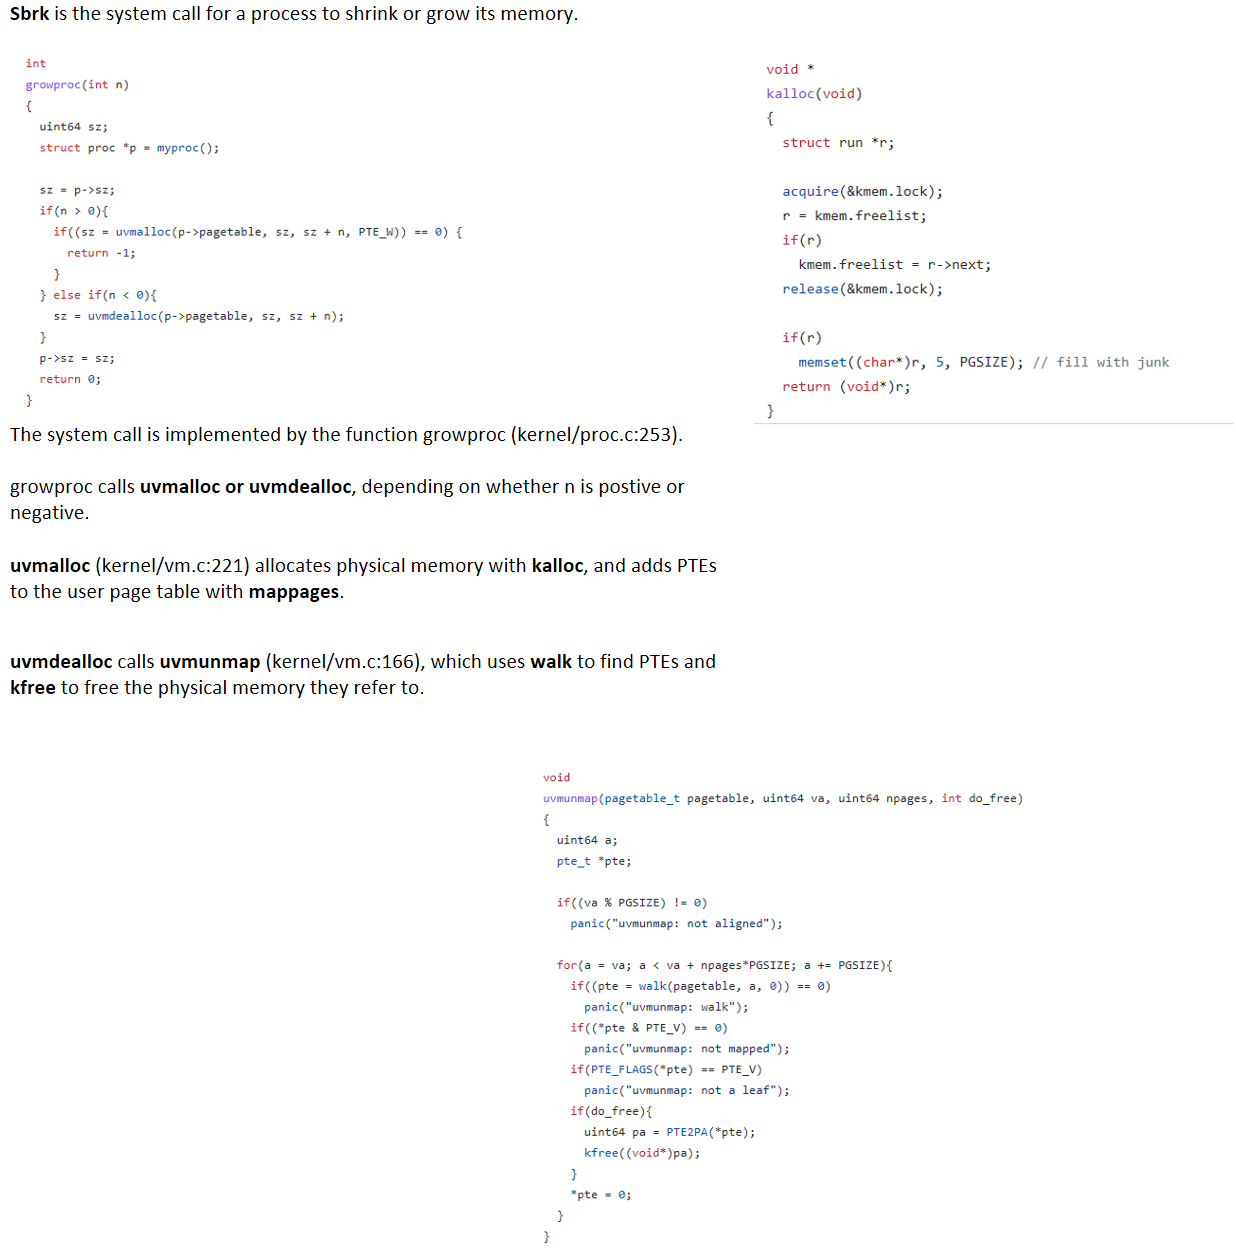 Sbrk is the system call for a process to shrink or grow its memory.
int
growproc(int n)
{
  uint64 sz;
  struct proc *p = myproc();

  sz = p->sz;
  if(n > 0){
    if((sz = uvmalloc(p->pagetable, sz, sz + n, PTE_W)) == 0) {
      return -1;
    }
  } else if(n < 0){
    sz = uvmdealloc(p->pagetable, sz, sz + n);
  }
  p->sz = sz;
  return 0;
}
void *
kalloc(void)
{
  struct run *r;

  acquire(&kmem.lock);
  r = kmem.freelist;
  if(r)
    kmem.freelist = r->next;
  release(&kmem.lock);

  if(r)
    memset((char*)r, 5, PGSIZE); // fill with junk
  return (void*)r;
}
The system call is implemented by the function growproc (kernel/proc.c:253).
growproc calls uvmalloc or uvmdealloc, depending on whether n is postive or
negative.
uvmalloc (kernel/vm.c:221) allocates physical memory with kalloc, and adds PTEs
to the user page table with mappages.
uvmdealloc calls uvmunmap (kernel/vm.c:166), which uses walk to find PTEs and
kfree to free the physical memory they refer to.
void
uvmunmap(pagetable_t pagetable, uint64 va, uint64 npages, int do_free)
{
  uint64 a;
  pte_t *pte;

  if((va % PGSIZE) != 0)
    panic("uvmunmap: not aligned");

  for(a = va; a < va + npages*PGSIZE; a += PGSIZE){
    if((pte = walk(pagetable, a, 0)) == 0)
      panic("uvmunmap: walk");
    if((*pte & PTE_V) == 0)
      panic("uvmunmap: not mapped");
    if(PTE_FLAGS(*pte) == PTE_V)
      panic("uvmunmap: not a leaf");
    if(do_free){
      uint64 pa = PTE2PA(*pte);
      kfree((void*)pa);
    }
    *pte = 0;
  }
}